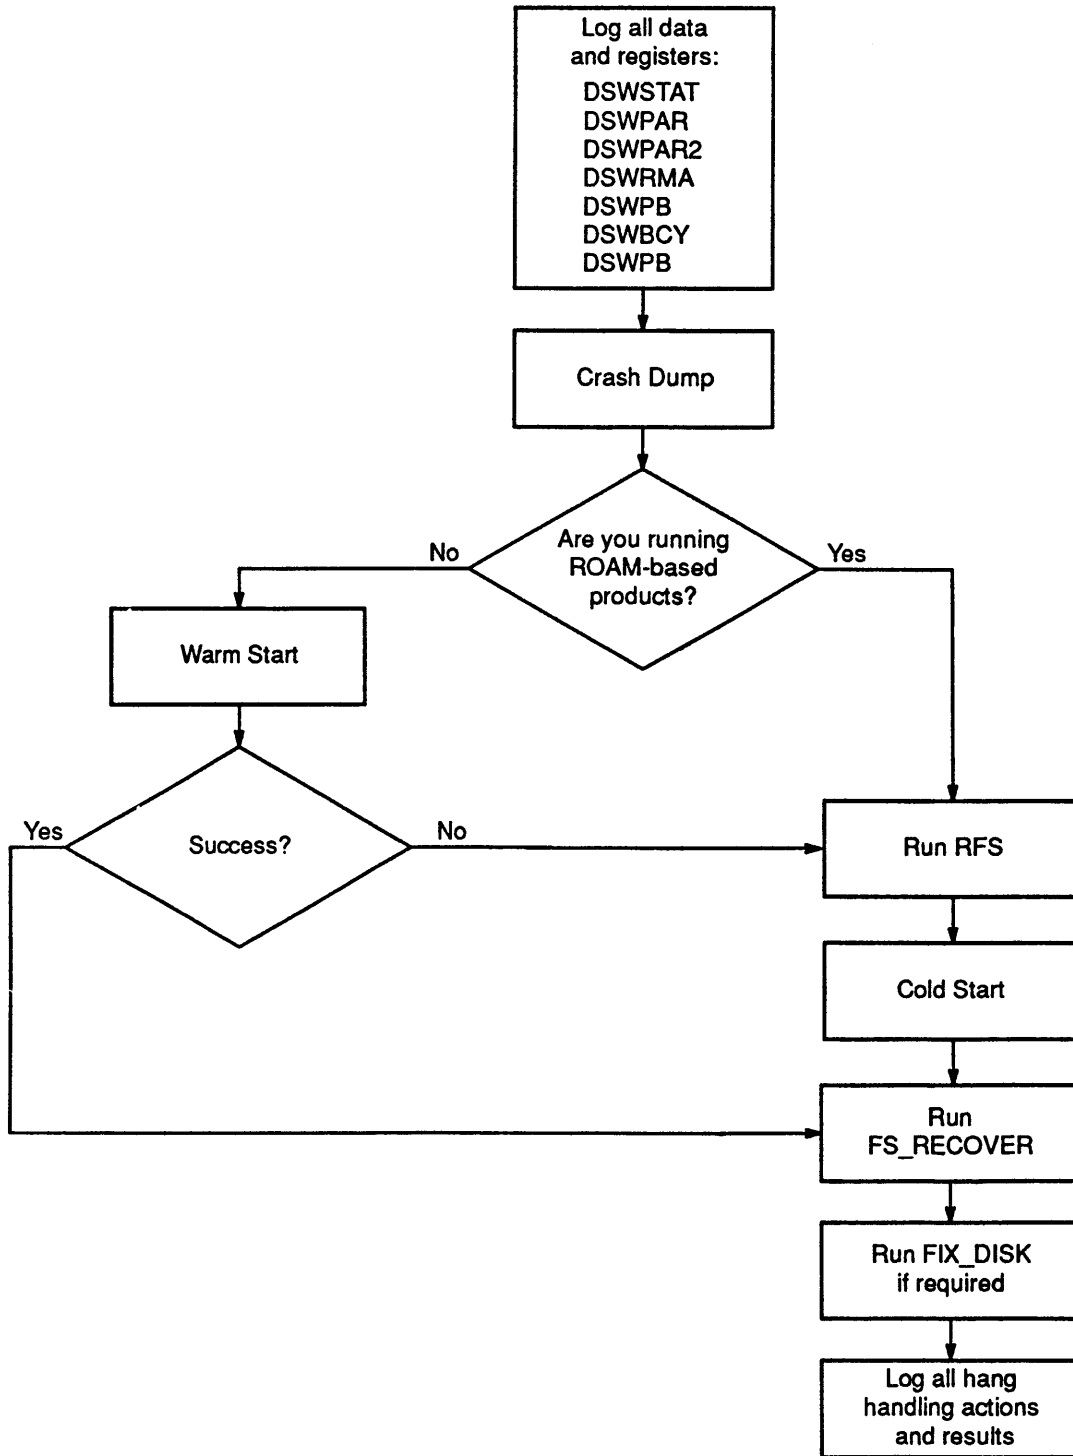 Log all data
and registers:
DSWSTAT
DSWPAR
DSWPAR2
DSWRMA
DSWPB
DSWBCY
DSWPB
Crash Dump
Are you running
ROAM-based
products?
No
Yes
Warm Start
Success?
Yes
No
Run RFS
Cold Start
Run
FS_RECOVER
Run FIX_DISK
if required
Log all hang
handling actions
and results